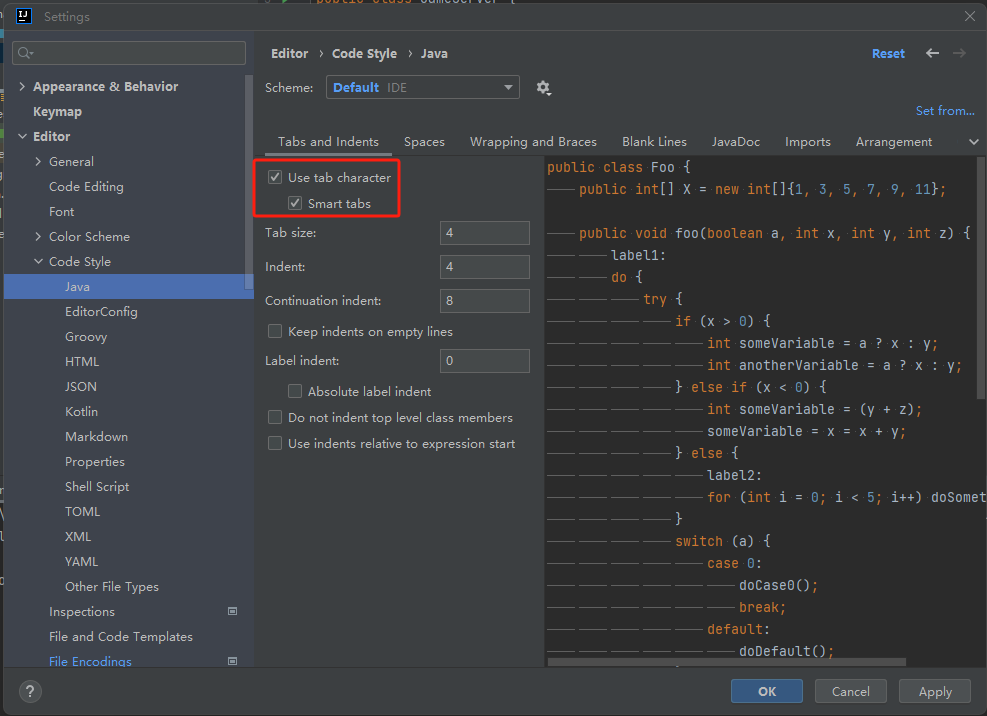 public class GameServer {
Settings
Editor › Code Style › Java
Reset
Scheme: Default IDE
Set from...
Appearance & Behavior
Keymap
Editor
General
Code Editing
Font
Color Scheme
Code Style
Java
EditorConfig
Groovy
HTML
JSON
Kotlin
Markdown
Properties
Shell Script
TOML
XML
YAML
Other File Types
Inspections
File and Code Templates
File Encodings
Tabs and Indents Spaces Wrapping and Braces Blank Lines JavaDoc Imports Arrangement
Use tab character
Smart tabs
Tab size: 4
Indent: 4
Continuation indent: 8
Keep indents on empty lines
Label indent: 0
Absolute label indent
Do not indent top level class members
Use indents relative to expression start
public class Foo {
public int[] X = new int[]{1, 3, 5, 7, 9, 11};
public void foo(boolean a, int x, int y, int z) {
label1:
do {
try {
if (x > 0) {
int someVariable = a ? x : y;
int anotherVariable = a ? x : y;
} else if (x < 0) {
int someVariable = (y + z);
someVariable = x = x + y;
} else {
label2:
for (int i = 0; i < 5; i++) doSomet
}
switch (a) {
case 0:
doCase0();
break;
default:
doDefault();
?
OK Cancel Apply